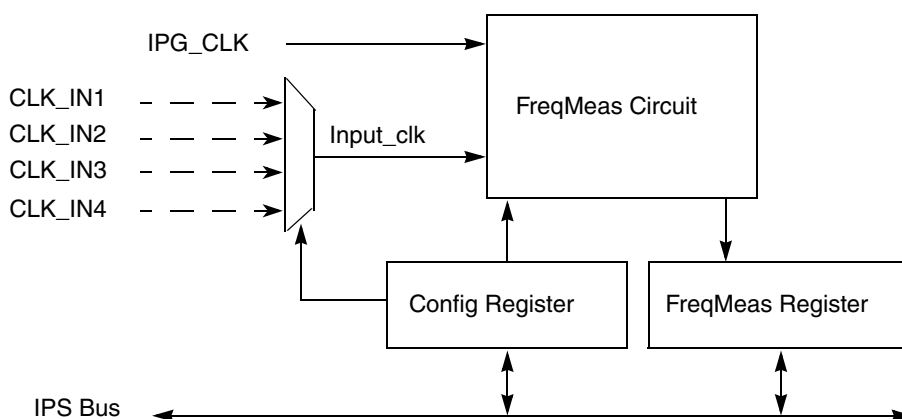 IPG_CLK
CLK_IN1
CLK_IN2
CLK_IN3
CLK_IN4
Input_clk
FreqMeas Circuit
Config Register
FreqMeas Register
IPS Bus